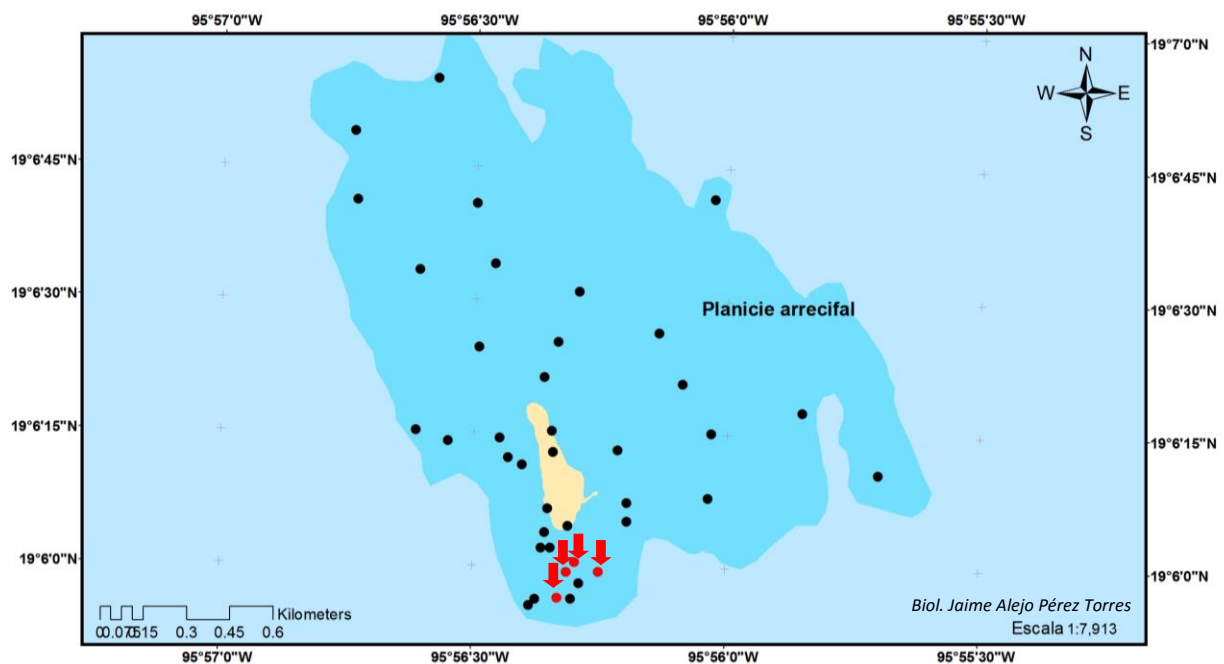 95°57'0"W 95°56'30"W 95°56'0"W 95°55'30"W
19°7'0"N
N
W E
S
19°6'45"N 19°6'45"N
19°6'30"N 19°6'30"N
Planicie arrecifal
19°6'15"N 19°6'15"N
19°6'0"N 19°6'0"N
Kilometers
0.3 0.45 0.6
Biol. Jaime Alejo Pérez Torres
Escala 1:7,913
95°57'0"W 95°56'30"W 95°56'0"W 95°55'30"W